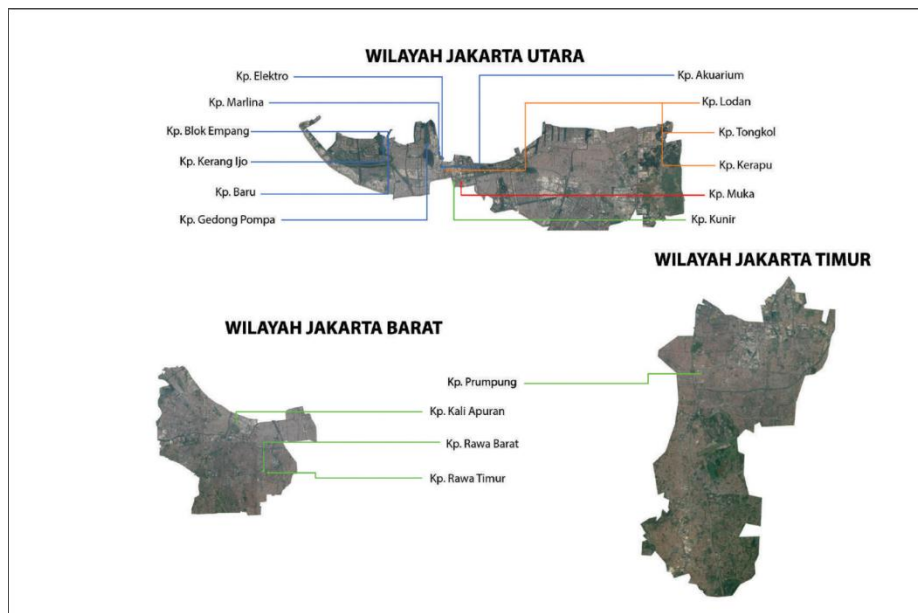 WILAYAH JAKARTA UTARA
Kp. Elektro
Kp. Marlina
Kp. Blok Empang
Kp. Kerang Ijo
Kp. Baru
Kp. Gedong Pompa
Kp. Akuarium
Kp. Lodan
Kp. Tongkol
Kp. Kerapu
Kp. Muka
Kp. Kunir
WILAYAH JAKARTA TIMUR
WILAYAH JAKARTA BARAT
Kp. Prumpung
Kp. Kali Apuran
Kp. Rawa Barat
Kp. Rawa Timur